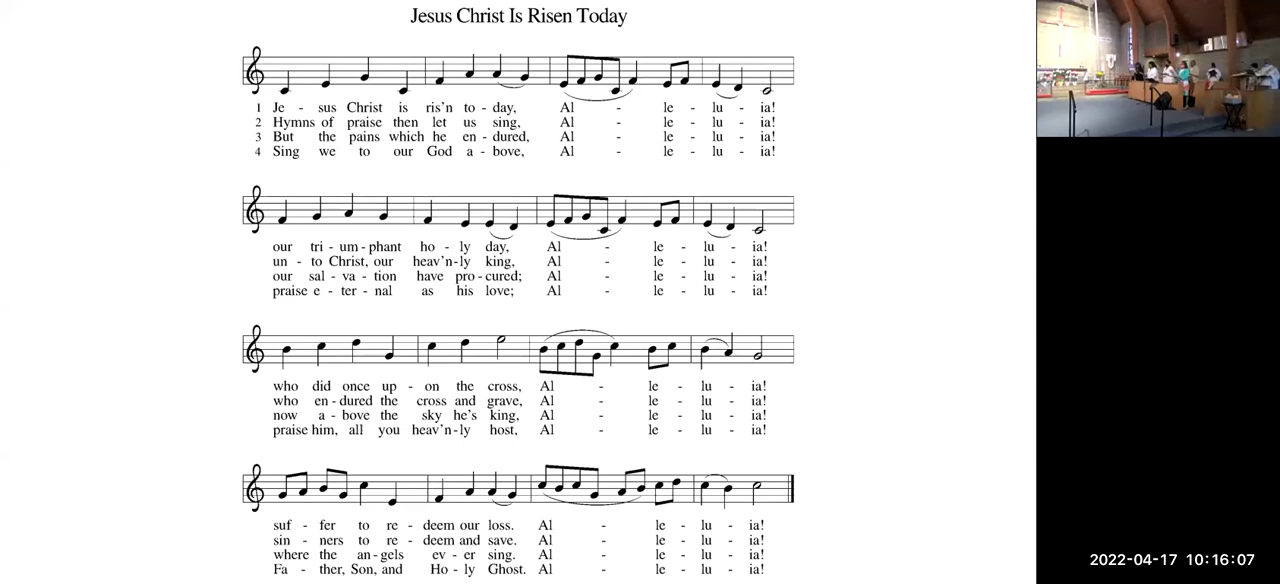 Jesus Christ Is Risen Today
1 Je - sus Christ is ris'n to - day, Al - le - lu - ia!
2 Hymns of praise then let us sing, Al - le - lu - ia!
3 But the pains which he en - dured, Al - le - lu - ia!
4 Sing we to our God a - bove, Al - le - lu - ia!
our tri - um - phant ho - ly day, Al - le - lu - ia!
un - to Christ, our heav'n - ly king, Al - le - lu - ia!
our sal - va - tion have pro - cured; Al - le - lu - ia!
praise e - ter - nal as his love; Al - le - lu - ia!
who did once up - on the cross, Al - le - lu - ia!
who en - dured the cross and grave, Al - le - lu - ia!
now a - bove the sky he's king, Al - le - lu - ia!
praise him, all you heav'n - ly host, Al - le - lu - ia!
suf - fer to re - deem our loss. Al - le - lu - ia!
sin - ners to re - deem and save. Al - le - lu - ia!
where the an - gels ev - er sing. Al - le - lu - ia!
Fa - ther, Son, and Ho - ly Ghost. Al - le - lu - ia!
2022-04-17 10:16:07